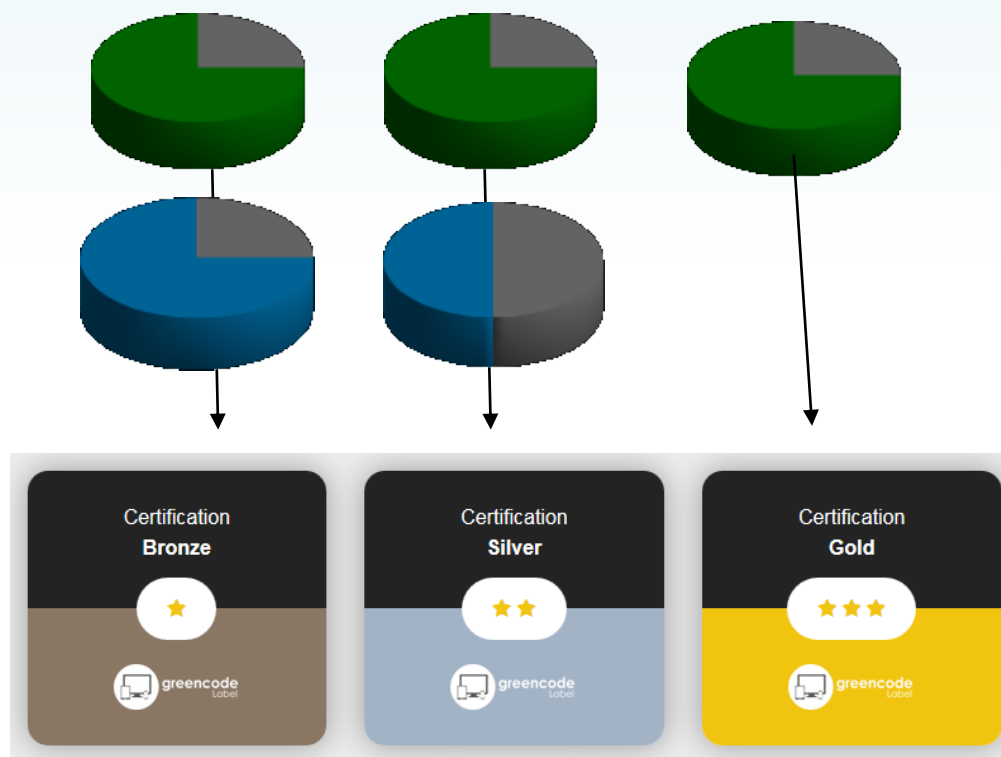 Certification
Bronze
greencode
Label
Certification
Silver
greencode
Label
Certification
Gold
greencode
Label